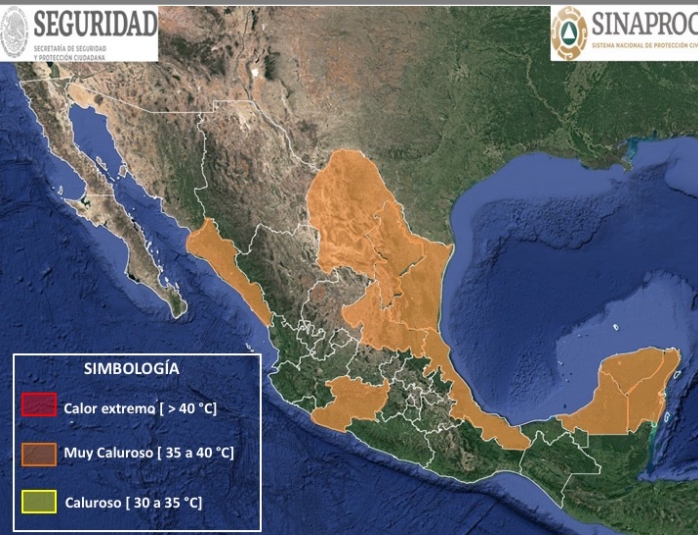 SEGURIDAD
SECRETARÍA DE SEGURIDAD
Y PROTECCIÓN CIUDADANA
SINAPROC
SISTEMA NACIONAL DE PROTECCIÓN CIV
SIMBOLOGÍA
Calor extremo [ > 40 °C]
Muy Caluroso [ 35 a 40 °C]
Caluroso [ 30 a 35 °C]